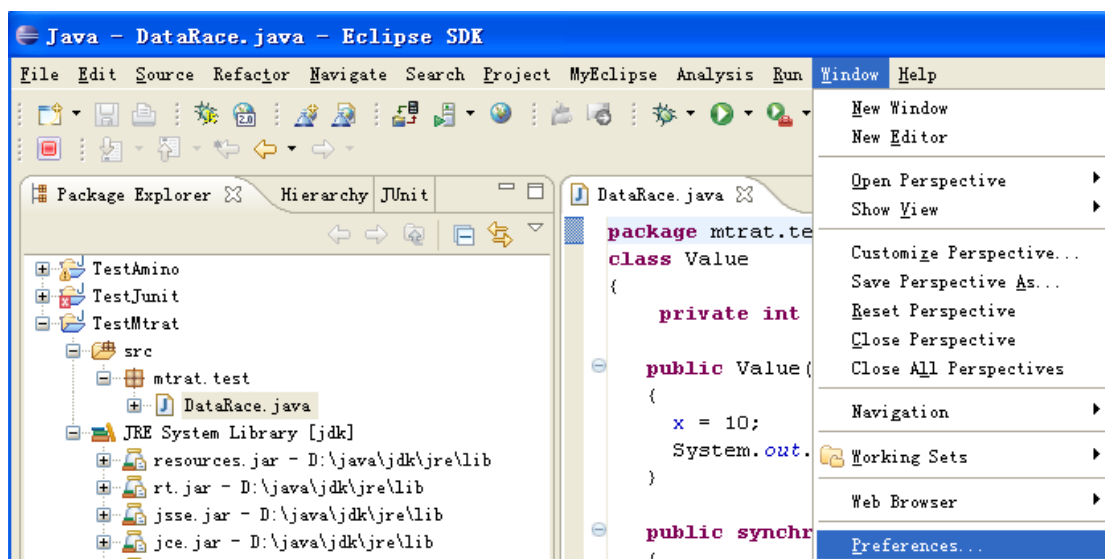 Java - DataRace.java - Eclipse SDK
File Edit Source Refactor Navigate Search Project MyEclipse Analysis Run Window Help
2.0
Package Explorer Hierarchy JUnit
TestAmino
TestJunit
TestMtrat
src
mtrat.test
DataRace.java
JRE System Library [jdk]
resources.jar - D:\java\jdk\jre\lib
rt.jar - D:\java\jdk\jre\lib
jsse.jar - D:\java\jdk\jre\lib
jce.jar - D:\java\jdk\jre\lib
DataRace.java
package mtrat.te
class Value
{
private int
public Value(
{
x = 10;
System.out.
}
public synchr
{
New Window
New Editor
Open Perspective
Show View
Customize Perspective...
Save Perspective As...
Reset Perspective
Close Perspective
Close All Perspectives
Navigation
Working Sets
Web Browser
Preferences...